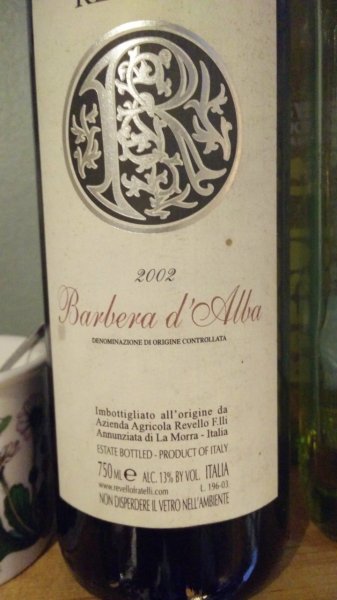 R
2002
Barbera d'Alba
DENOMINAZIONE DI ORIGINE CONTROLLATA
Imbottigliato all'origine da
Azienda Agricola Revello F.lli
Annunziata di La Morra - Italia
ESTATE BOTTLED - PRODUCT OF ITALY
750 ML e ALC. 13% BY VOL. ITALIA
www.revellofratelli.com L. 196-03
NON DISPERDERE IL VETRO NELL'AMBIENTE